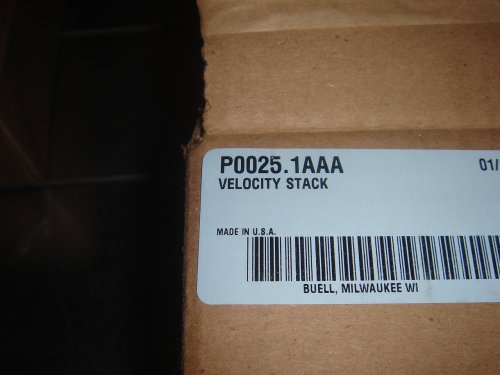 P0025.1AAA 01/
VELOCITY STACK
MADE IN U.S.A.
BUELL, MILWAUKEE WI